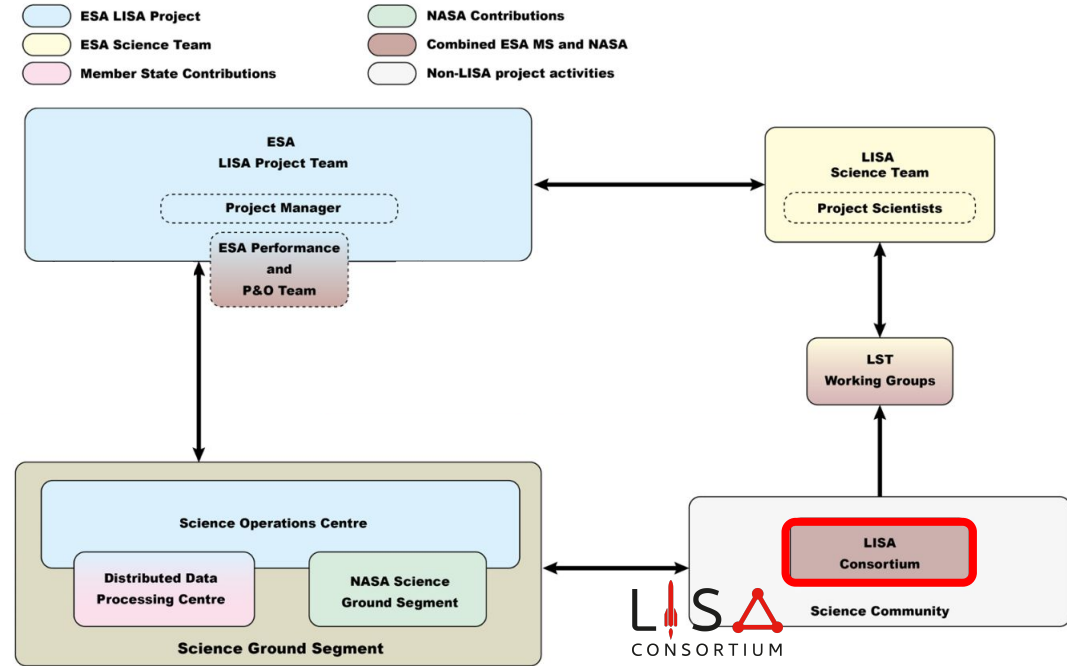 ESA LISA Project
NASA Contributions
ESA Science Team
Combined ESA MS and NASA
Member State Contributions
Non-LISA project activities
ESA
LISA Project Team
Project Manager
ESA Performance
and
P&O Team
LISA
Science Team
Project Scientists
LST
Working Groups
Science Operations Centre
Distributed Data
Processing Centre
NASA Science
Ground Segment
Science Ground Segment
LISA
Consortium
Science Community
LISA
CONSORTIUM